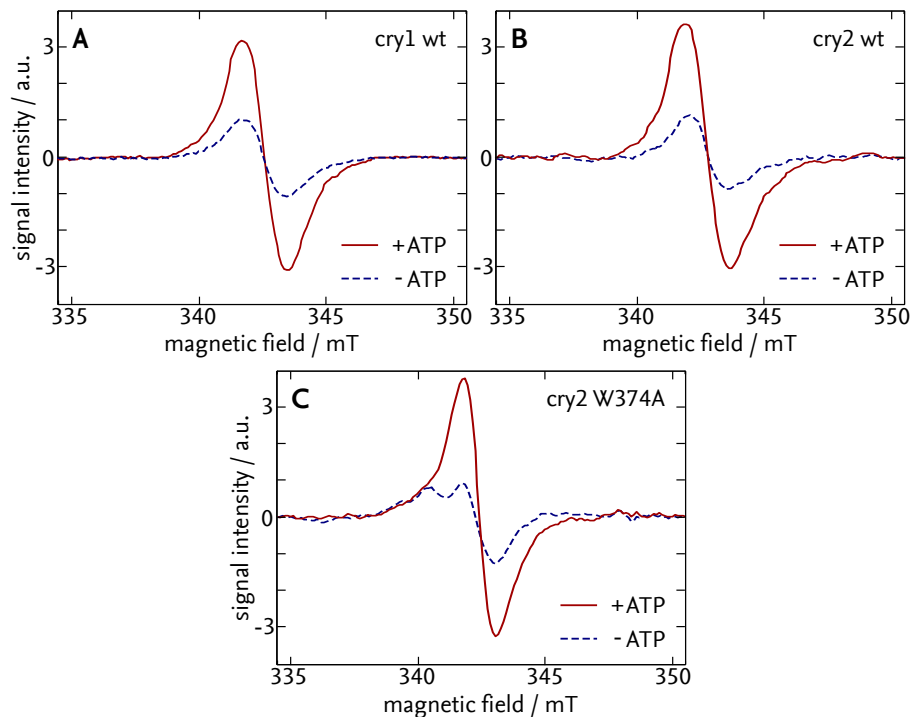 A
cry1 wt
signal intensity / a.u.
3
0
-3
+ATP
- ATP
335
340
345
350
magnetic field / mT
B
cry2 wt
3
0
-3
+ATP
- ATP
335
340
345
350
magnetic field / mT
C
cry2 W374A
signal intensity / a.u.
3
0
-3
+ATP
- ATP
335
340
345
350
magnetic field / mT